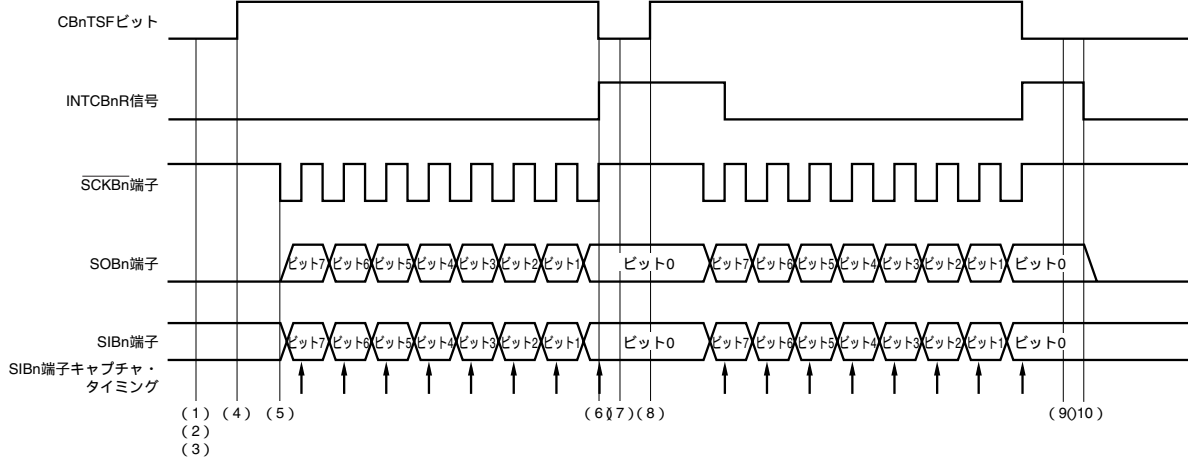 CBnTSFビット
INTCBnR信号
SCKBn端子
SOBn端子
ビット7 ビット6 ビット5 ビット4 ビット3 ビット2 ビット1 ビット0 ビット7 ビット6 ビット5 ビット4 ビット3 ビット2 ビット1 ビット0
SIBn端子
ビット7 ビット6 ビット5 ビット4 ビット3 ビット2 ビット1 ビット0 ビット7 ビット6 ビット5 ビット4 ビット3 ビット2 ビット1 ビット0
SIBn端子キャプチャ・
タイミング
(1) (4) (5) (6)(7) (8) (9)(10)
(2)
(3)